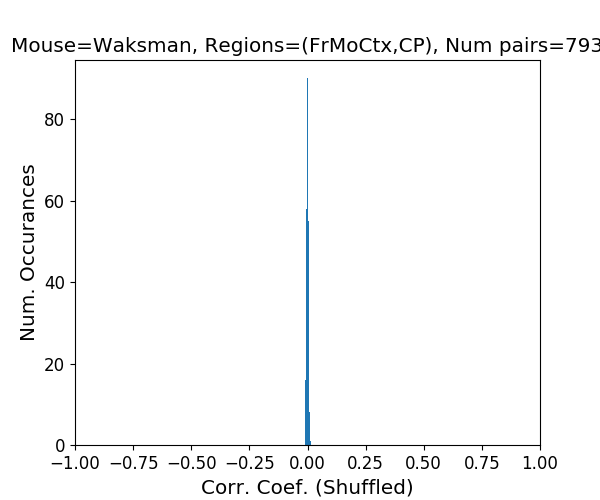 Mouse=Waksman, Regions=(FrMoCtx,CP), Num pairs=793
Num. Occurances
80
60
40
20
0
−1.00 −0.75 −0.50 −0.25 0.00 0.25 0.50 0.75 1.00
Corr. Coef. (Shuffled)